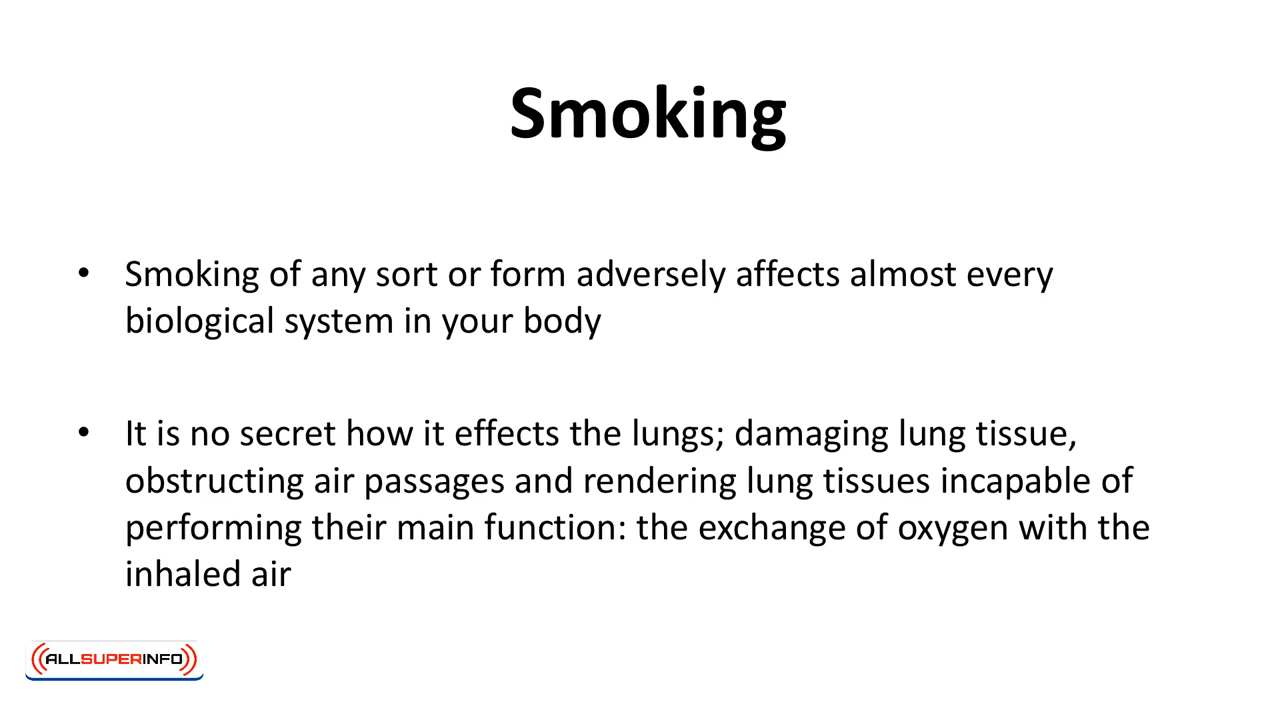 Smoking
• Smoking of any sort or form adversely affects almost every
biological system in your body
• It is no secret how it effects the lungs; damaging lung tissue,
obstructing air passages and rendering lung tissues incapable of
performing their main function: the exchange of oxygen with the
inhaled air
ALLSUPERINFO